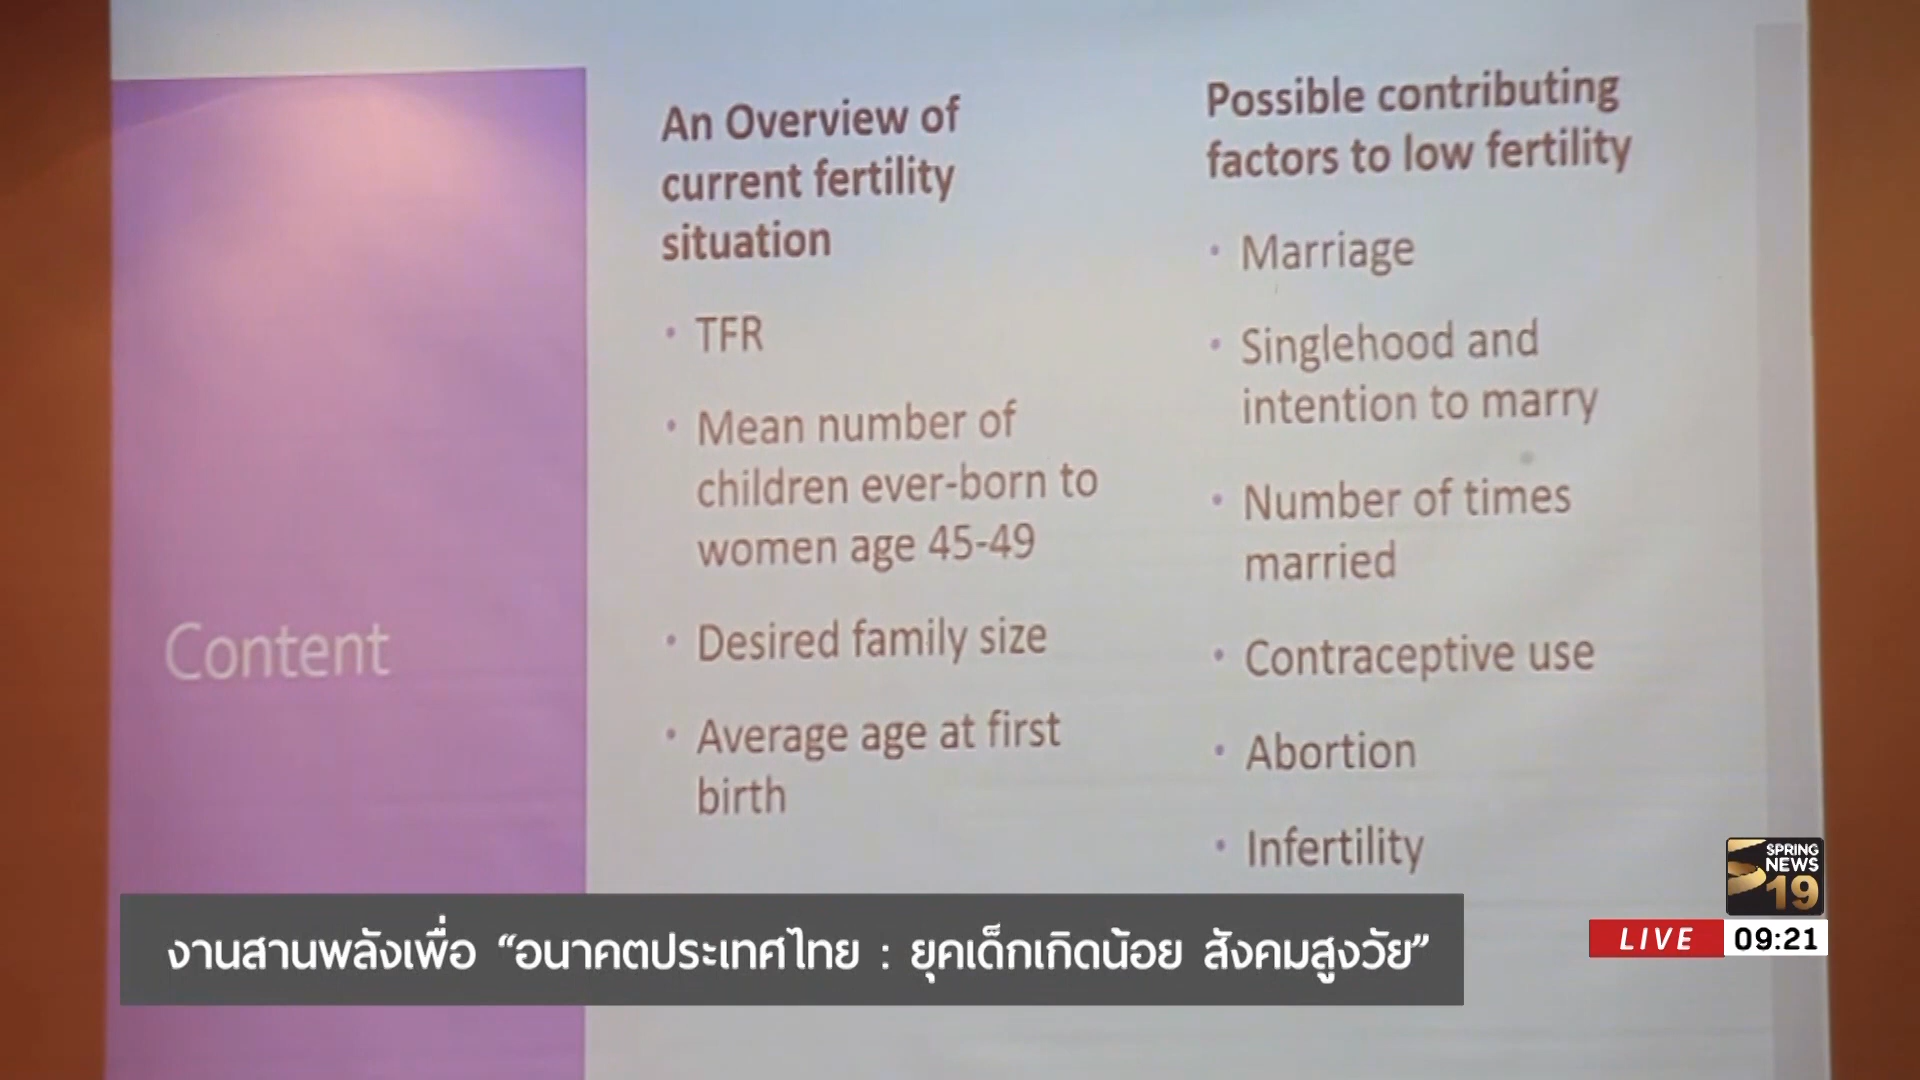 Content
An Overview of
current fertility
situation
• TFR
• Mean number of
children ever-born to
women age 45-49
• Desired family size
• Average age at first
birth
Possible contributing
factors to low fertility
• Marriage
• Singlehood and
intention to marry
• Number of times
married
• Contraceptive use
• Abortion
• Infertility
SPRING
NEWS
19
LIVE 09:21
งานสานพลังเพื่อ “อนาคตประเทศไทย : ยุคเด็กเกิดน้อย สังคมสูงวัย”